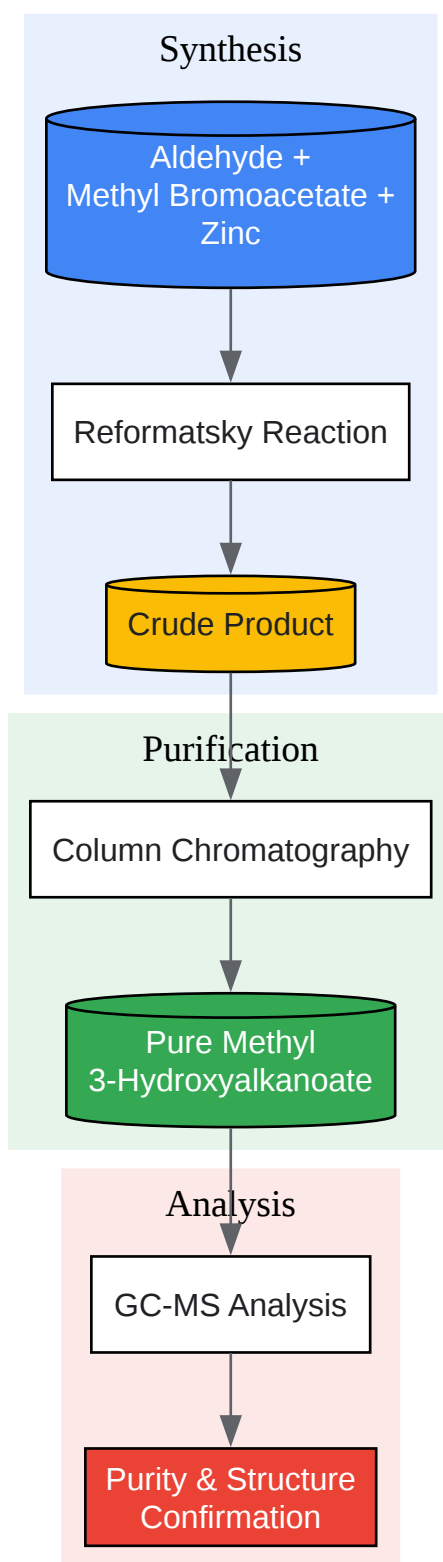 Synthesis
Aldehyde +
Methyl Bromoacetate +
Zinc
Reformatsky Reaction
Crude Product
Purification
Column Chromatography
Pure Methyl
3-Hydroxyalkanoate
Analysis
GC-MS Analysis
Purity & Structure
Confirmation